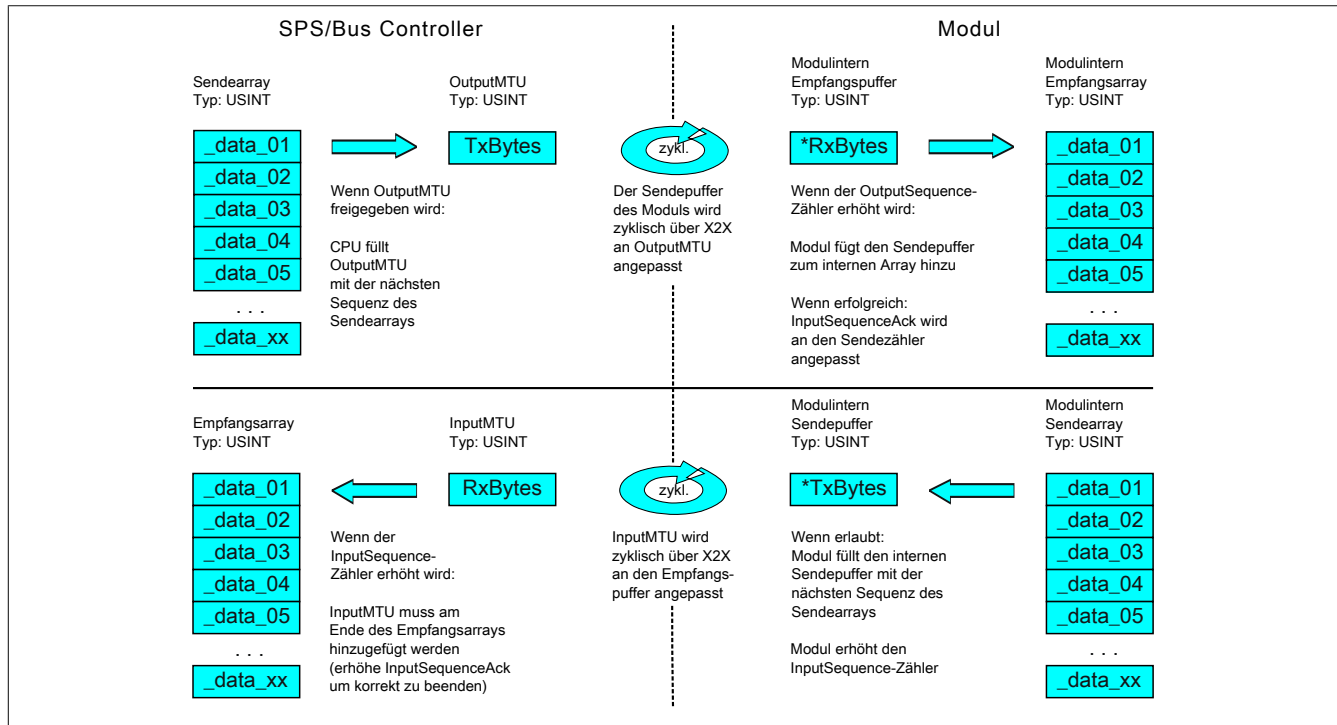 SPS/Bus Controller
Modul
Sendearray
Typ: USINT
OutputMTU
Typ: USINT
Modulintern
Empfangspuffer
Typ: USINT
Modulintern
Empfangsarray
Typ: USINT
_data_01
_data_02
_data_03
_data_04
_data_05
. . .
_data_xx
TxBytes
Wenn OutputMTU
freigegeben wird:
CPU füllt
OutputMTU
mit der nächsten
Sequenz des
Sendearrays
zykl.
Der Sendepuffer
des Moduls wird
zyklisch über X2X
an OutputMTU
angepasst
*RxBytes
Wenn der OutputSequence-
Zähler erhöht wird:
Modul fügt den Sendepuffer
zum internen Array hinzu
Wenn erfolgreich:
InputSequenceAck wird
an den Sendezähler
angepasst
_data_01
_data_02
_data_03
_data_04
_data_05
. . .
_data_xx
Empfangsarray
Typ: USINT
InputMTU
Typ: USINT
Modulintern
Sendepuffer
Typ: USINT
Modulintern
Sendearray
Typ: USINT
_data_01
_data_02
_data_03
_data_04
_data_05
. . .
_data_xx
RxBytes
Wenn der
InputSequence-
Zähler erhöht wird:
InputMTU muss am
Ende des Empfangsarrays
hinzugefügt werden
(erhöhe InputSequenceAck
um korrekt zu beenden)
zykl.
InputMTU wird
zyklisch über X2X
an den Empfangs-
puffer angepasst
*TxBytes
Wenn erlaubt:
Modul füllt den internen
Sendepuffer mit der
nächsten Sequenz des
Sendearrays
Modul erhöht den
InputSequence-Zähler
_data_01
_data_02
_data_03
_data_04
_data_05
. . .
_data_xx